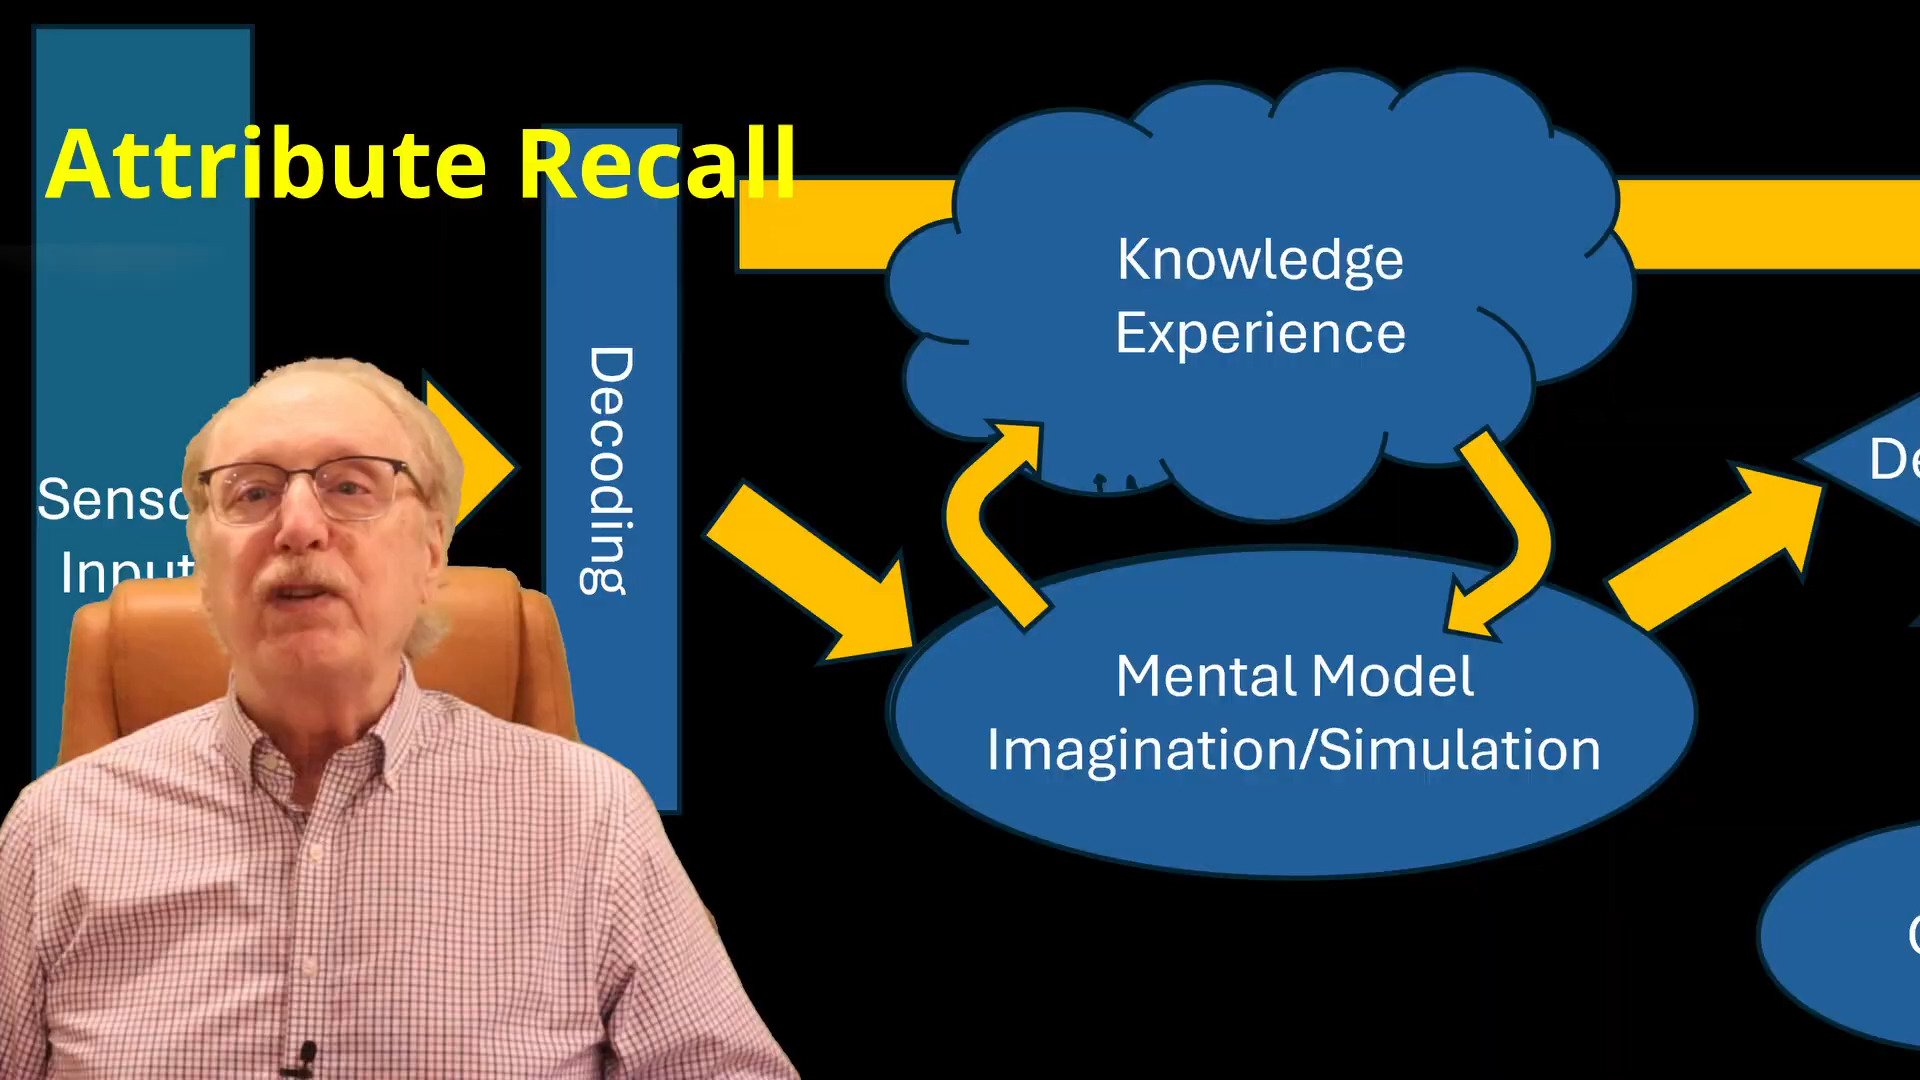 Attribute Recall
Knowledge
Experience
Decoding
Mental Model
Imagination/Simulation